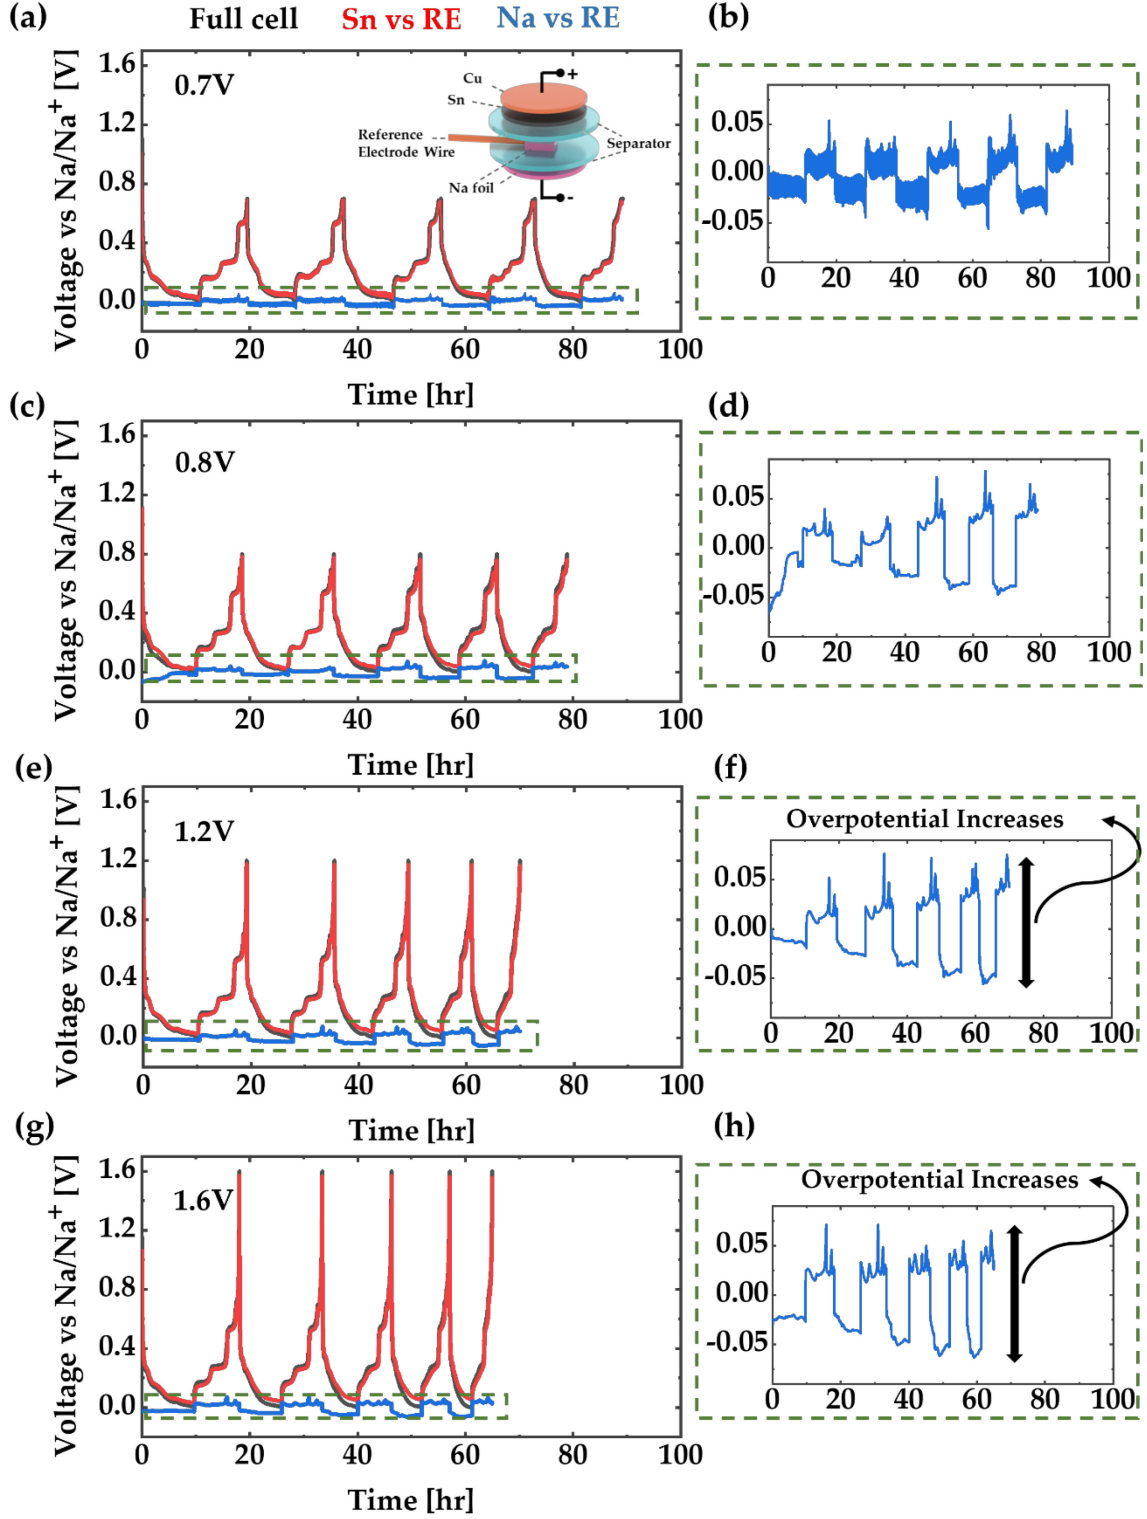 (a)
Full cell
Sn vs RE
Na vs RE
(b)
Voltage vs Na/Na+ [V]
1.6
1.2
0.8
0.4
0.0
0.7V
Cu
Sn
Reference
Electrode Wire
Na foil
Separator
+
-
0 20 40 60 80 100
Time [hr]
0.05
0.00
-0.05
0 20 40 60 80 100
(c)
(d)
Voltage vs Na/Na+ [V]
1.6
1.2
0.8
0.4
0.0
0.8V
0 20 40 60 80 100
Time [hr]
0.05
0.00
-0.05
0 20 40 60 80 100
(e)
(f)
Voltage vs Na/Na+ [V]
1.6
1.2
0.8
0.4
0.0
1.2V
0 20 40 60 80 100
Time [hr]
Overpotential Increases
0.05
0.00
-0.05
0 20 40 60 80 100
(g)
(h)
Voltage vs Na/Na+ [V]
1.6
1.2
0.8
0.4
0.0
1.6V
0 20 40 60 80 100
Time [hr]
Overpotential Increases
0.05
0.00
-0.05
0 20 40 60 80 100